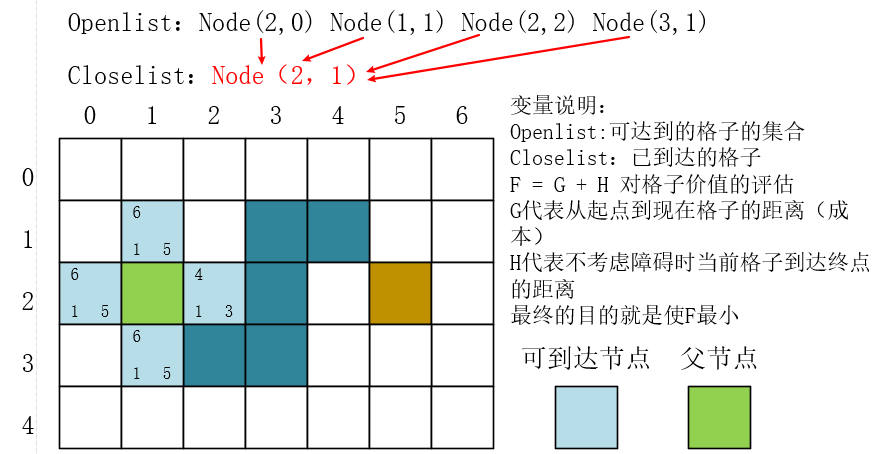 Openlist: Node(2,0) Node(1,1) Node(2,2) Node(3,1)
Closelist: Node（2, 1）
0 1 2 3 4 5 6
变量说明：
Openlist:可达到的格子的集合
Closelist: 已到达的格子
F = G + H 对格子价值的评估
G代表从起点到现在格子的距离（成
本）
H代表不考虑障碍时当前格子到达终点
的距离
最终的目的就是使F最小
0
1
6
1 5
2
6
1 5
4
1 3
3
6
1 5
4
可到达节点 父节点